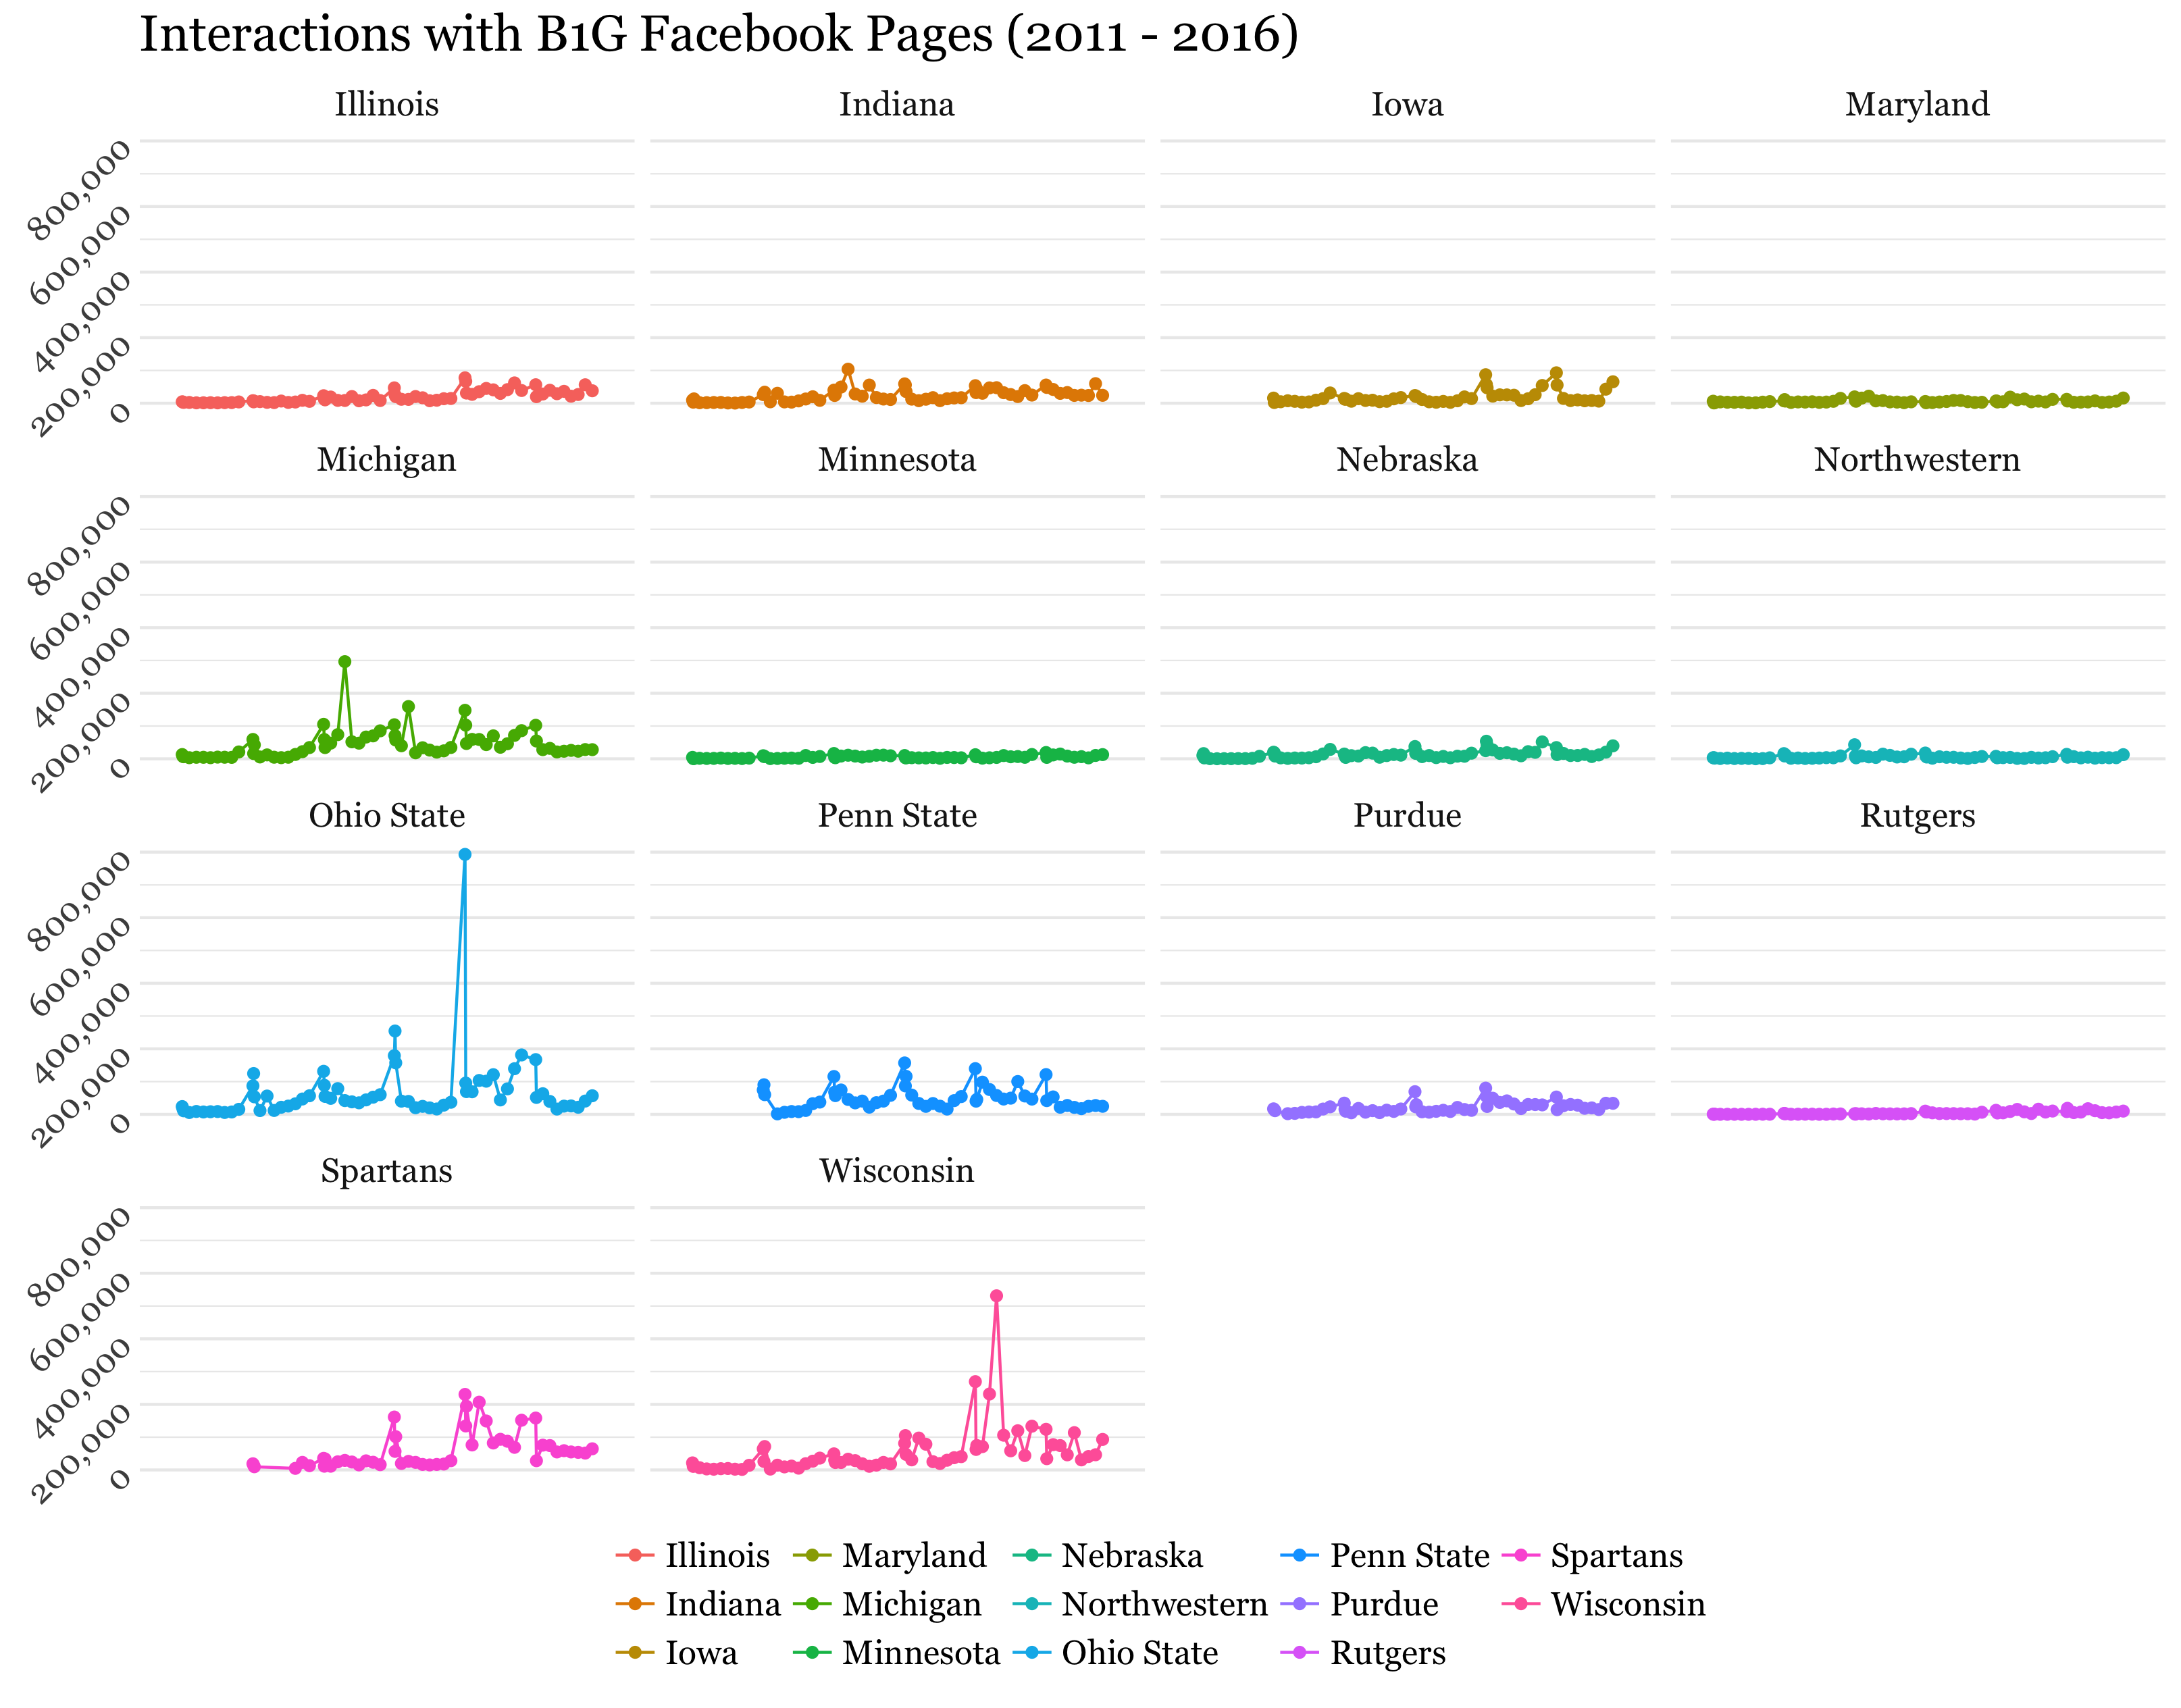 Interactions with B1G Facebook Pages (2011 - 2016)
Illinois Indiana Iowa Maryland
800,000
600,000
400,000
200,000
0
Michigan Minnesota Nebraska Northwestern
800,000
600,000
400,000
200,000
0
Ohio State Penn State Purdue Rutgers
800,000
600,000
400,000
200,000
0
Spartans Wisconsin
800,000
600,000
400,000
200,000
0
Illinois Maryland Nebraska Penn State Spartans
Indiana Michigan Northwestern Purdue Wisconsin
Iowa Minnesota Ohio State Rutgers